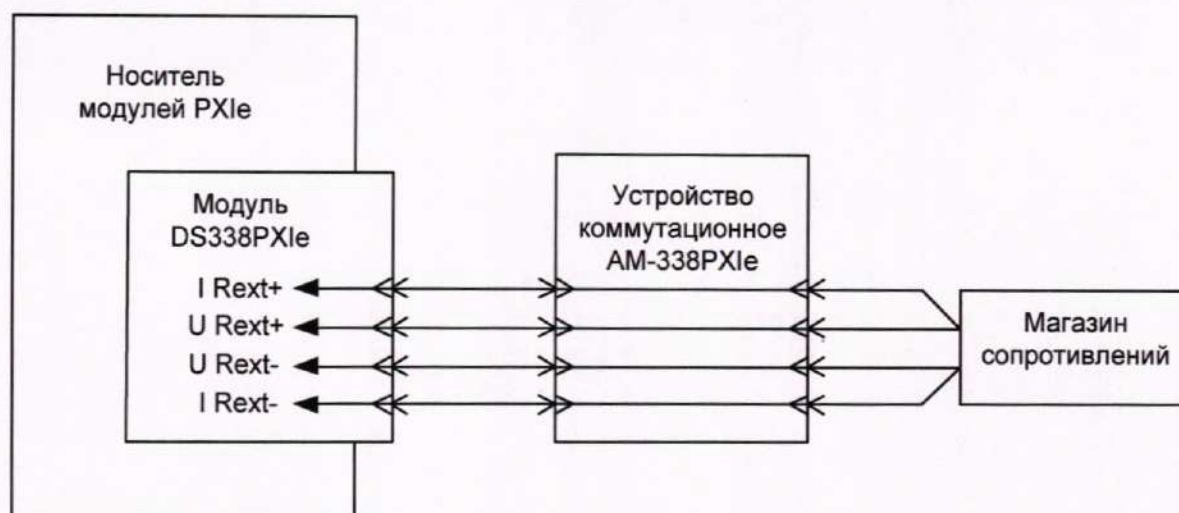 Носитель
модулей PXIe
Модуль
DS338PXIe
Устройство
коммутационное
AM-338PXIe
I Rext+
U Rext+
U Rext-
I Rext-
Магазин
сопротивлений